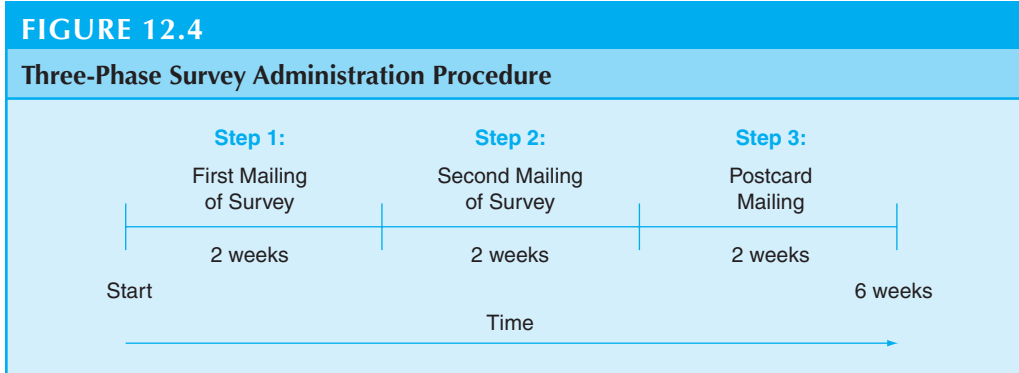 FIGURE 12.4
Three-Phase Survey Administration Procedure
Step 1:
First Mailing
of Survey
Step 2:
Second Mailing
of Survey
Step 3:
Postcard
Mailing
2 weeks
2 weeks
2 weeks
Start
6 weeks
Time